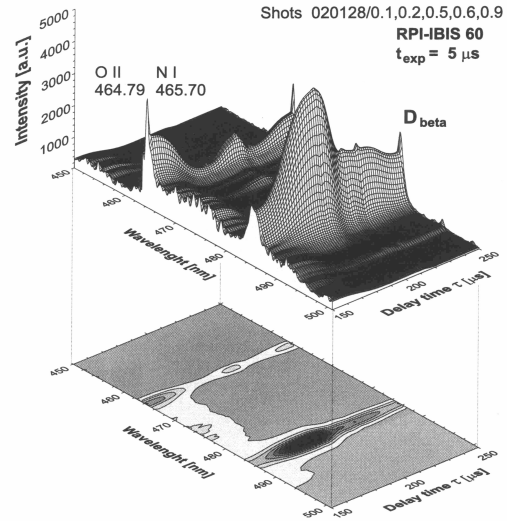 Shots 020128/0.1,0.2,0.5,0.6,0.9
RPI-IBIS 60
t_exp = 5 µs
5000
4000
3000
2000
1000
Intensity [a.u.]
O II N I
464.79 465.70
D_beta
450
460
470
480
490
500
Wavelenght [nm]
150
200
250
Delay time τ [µs]
450
460
470
480
490
500
Wavelenght [nm]
150
200
250
Delay time τ [µs]